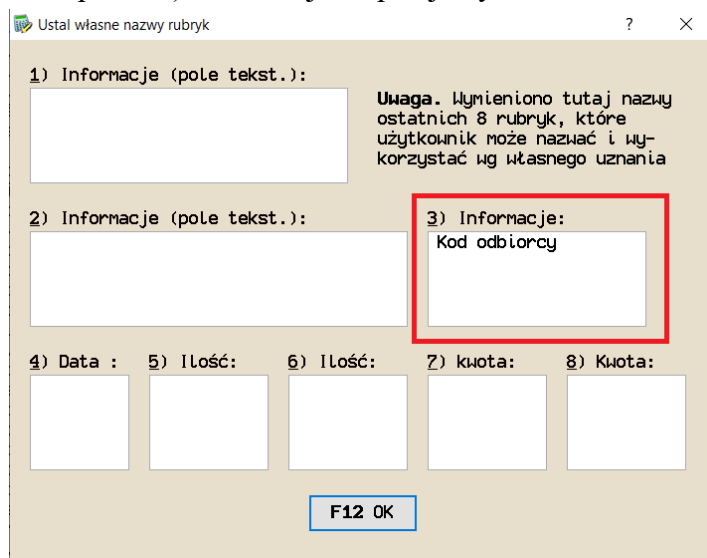 Ustal własne nazwy rubryk
?
1) Informacje (pole tekst.):
Uwaga. Wymieniono tutaj nazwy
ostatnich 8 rubryk, które
użytkownik może nazwać i wy-
korzystać wg własnego uznania
2) Informacje (pole tekst.):
3) Informacje:
Kod odbiorcy
4) Data :
5) Ilość:
6) Ilość:
7) kwota:
8) Kwota:
F12 OK